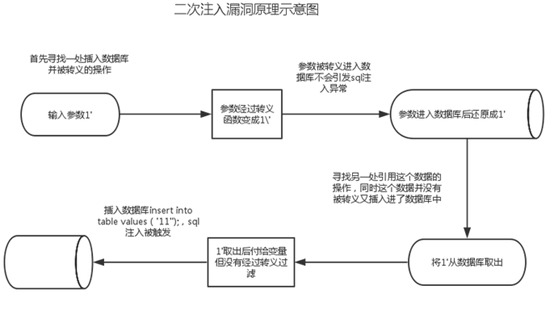 二次注入漏洞原理示意图
首先寻找一处插入数据库
并被转义的操作
参数被转义进入数
据库不会引发sql注
入异常
输入参数1'
参数经过转义
函数变成1\'
参数进入数据库后还原成1'
寻找另一处引用这个数据的
操作，同时这个数据并没有
被转义又插入进了数据库中
插入数据库insert into
table values（'11''）；，sql
注入被触发
1'取出后付给变量
但没有经过转义过
滤
将1'从数据库取出